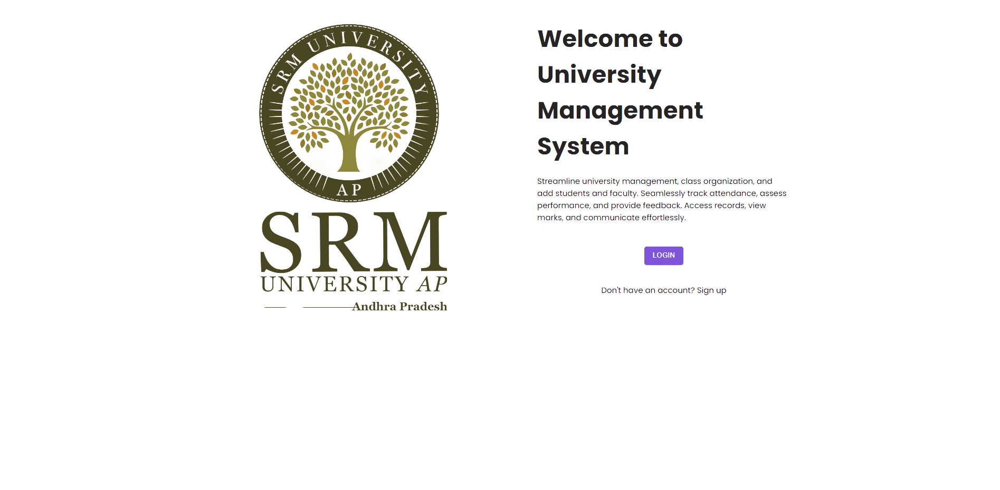 SRM UNIVERSITY
AP
SRM
UNIVERSITY AP
Andhra Pradesh
Welcome to
University
Management
System
Streamline university management, class organization, and
add students and faculty. Seamlessly track attendance, assess
performance, and provide feedback. Access records, view
marks, and communicate effortlessly.
LOGIN
Don't have an account? Sign up